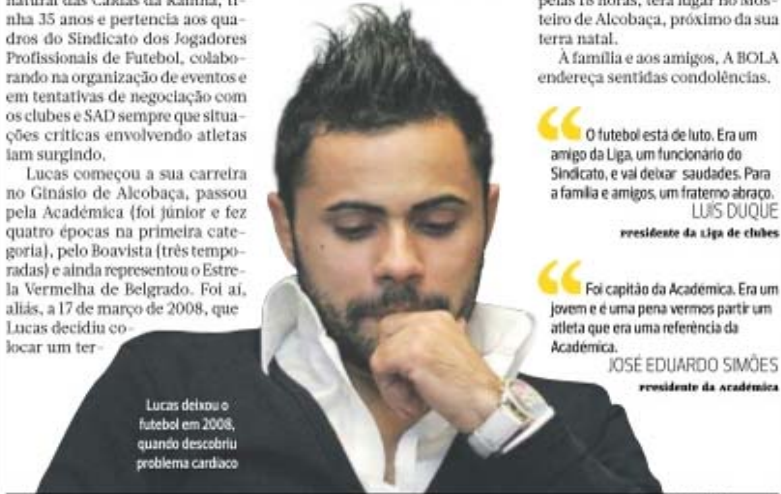 natural das Caldas da Rainha, ti-
nha 35 anos e pertencia aos qua-
dros do Sindicato dos Jogadores
Profissionais de Futebol, colabo-
rando na organização de eventos e
em tentativas de negociação com
os clubes e SAD sempre que situa-
ções críticas envolvendo atletas
iam surgindo.
Lucas começou a sua carreira
no Ginásio de Alcobaça, passou
pela Académica (foi júnior e fez
quatro épocas na primeira cate-
goria), pelo Boavista (três tempo-
radas) e ainda representou o Estre-
la Vermelha de Belgrado. Foi aí,
aliás, a 17 de março de 2008, que
Lucas decidiu co-
locar um ter-
Lucas deixou o
futebol em 2008,
quando descobriu
problema cardíaco
pelas 16 horas, terá lugar no Mos-
teiro de Alcobaça, próximo da sua
terra natal.
À família e aos amigos, A BOLA
endereça sentidas condolências.
O futebol está de luto. Era um
amigo da Liga, um funcionário do
Sindicato, e vai deixar saudades. Para
a família e amigos, um fraterno abraço.
LUÍS DUQUE
Presidente da Liga de clubes
Foi capitão da Académica. Era um
jovem e é uma pena vermos partir um
atleta que era uma referência da
Académica.
JOSÉ EDUARDO SIMÕES
Presidente da Académica